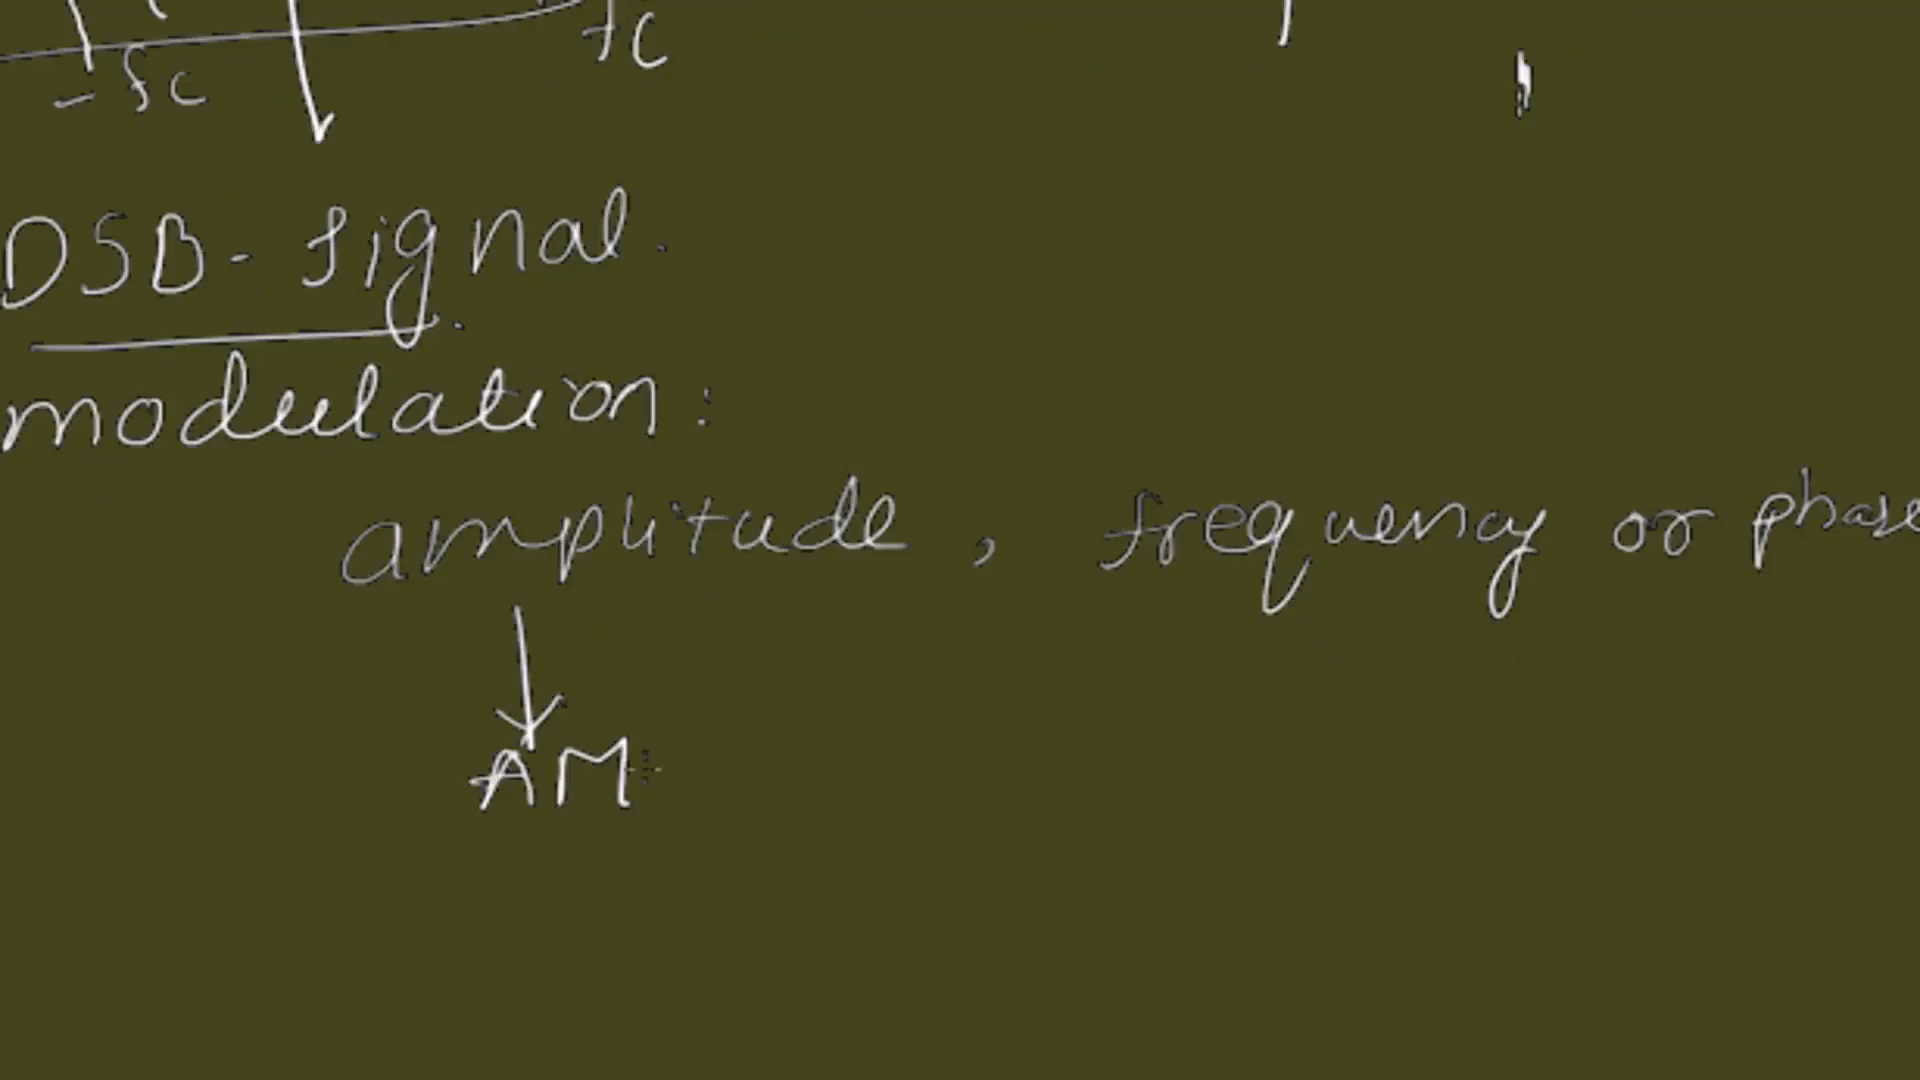 fc
- fc
DSB - Signal.
modulation:
amplitude, frequency or phase
AM